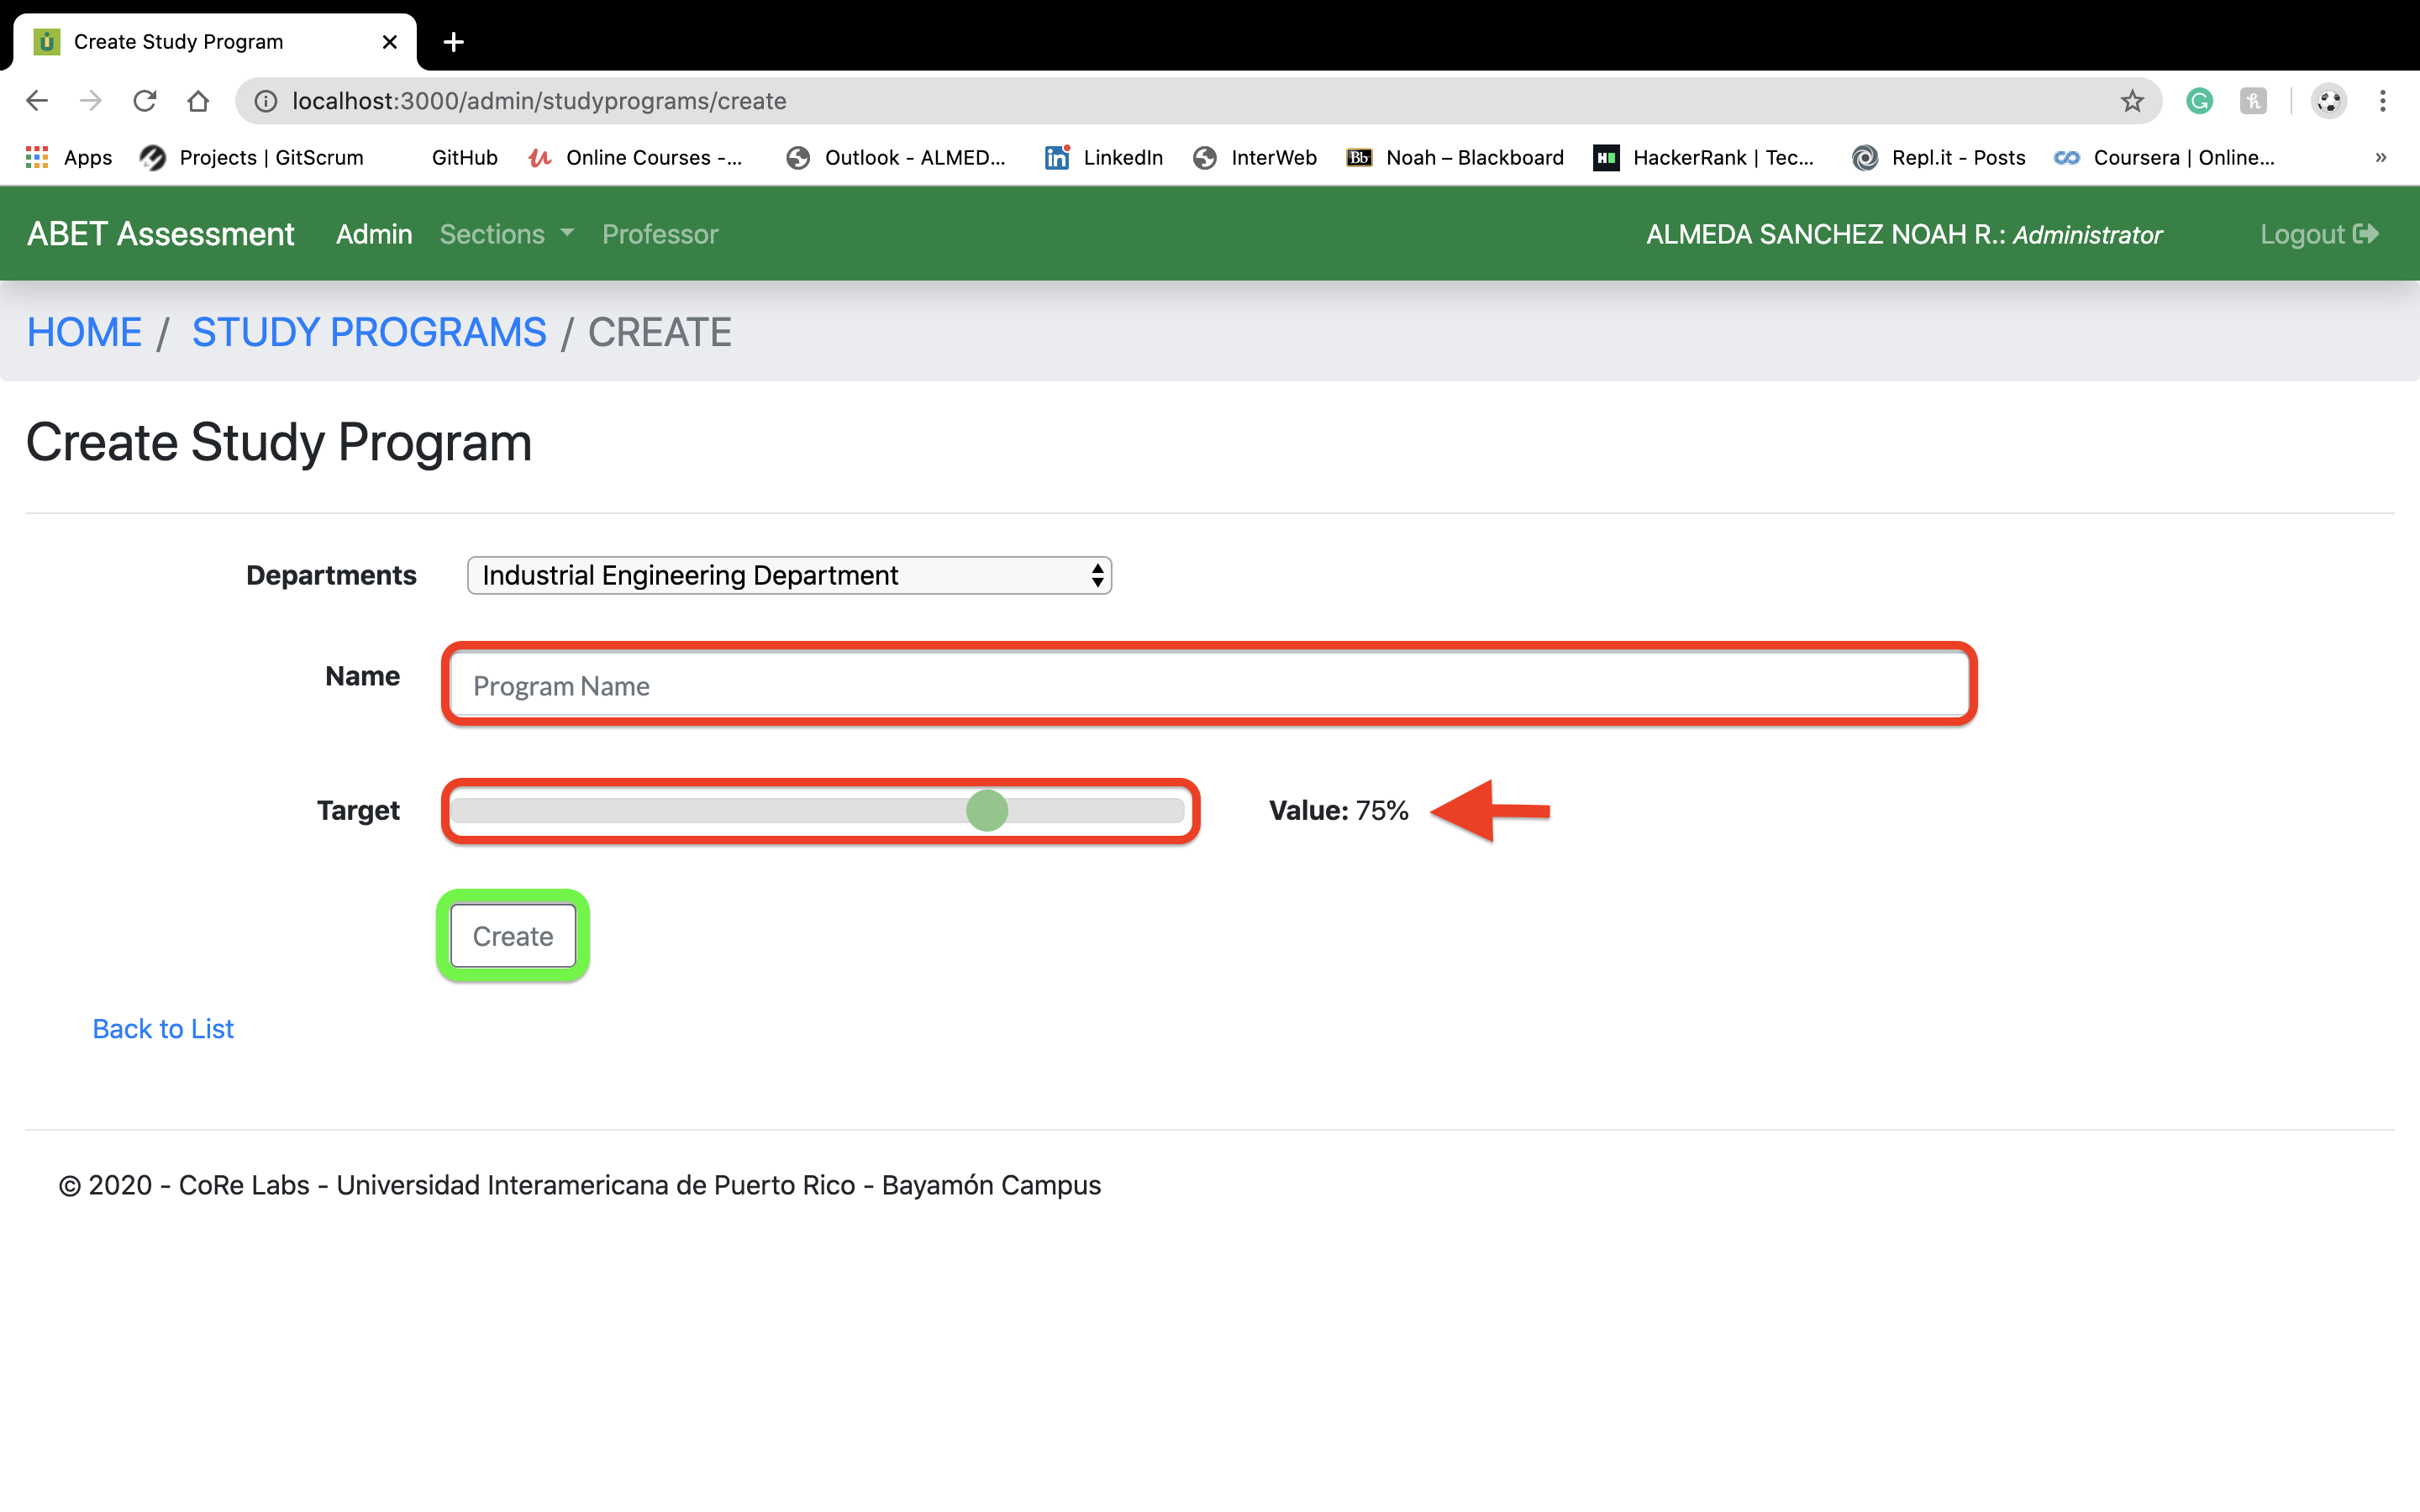 Create Study Program
localhost:3000/admin/studyprograms/create
Apps Projects | GitScrum GitHub Online Courses -... Outlook - ALMED... LinkedIn InterWeb Bb Noah – Blackboard H HackerRank | Tec... Repl.it - Posts Coursera | Online... »
ABET Assessment Admin Sections Professor ALMEDA SANCHEZ NOAH R.: Administrator Logout
HOME / STUDY PROGRAMS / CREATE
Create Study Program
Departments Industrial Engineering Department
Name Program Name
Target Value: 75%
Create
Back to List
© 2020 - CoRe Labs - Universidad Interamericana de Puerto Rico - Bayamón Campus